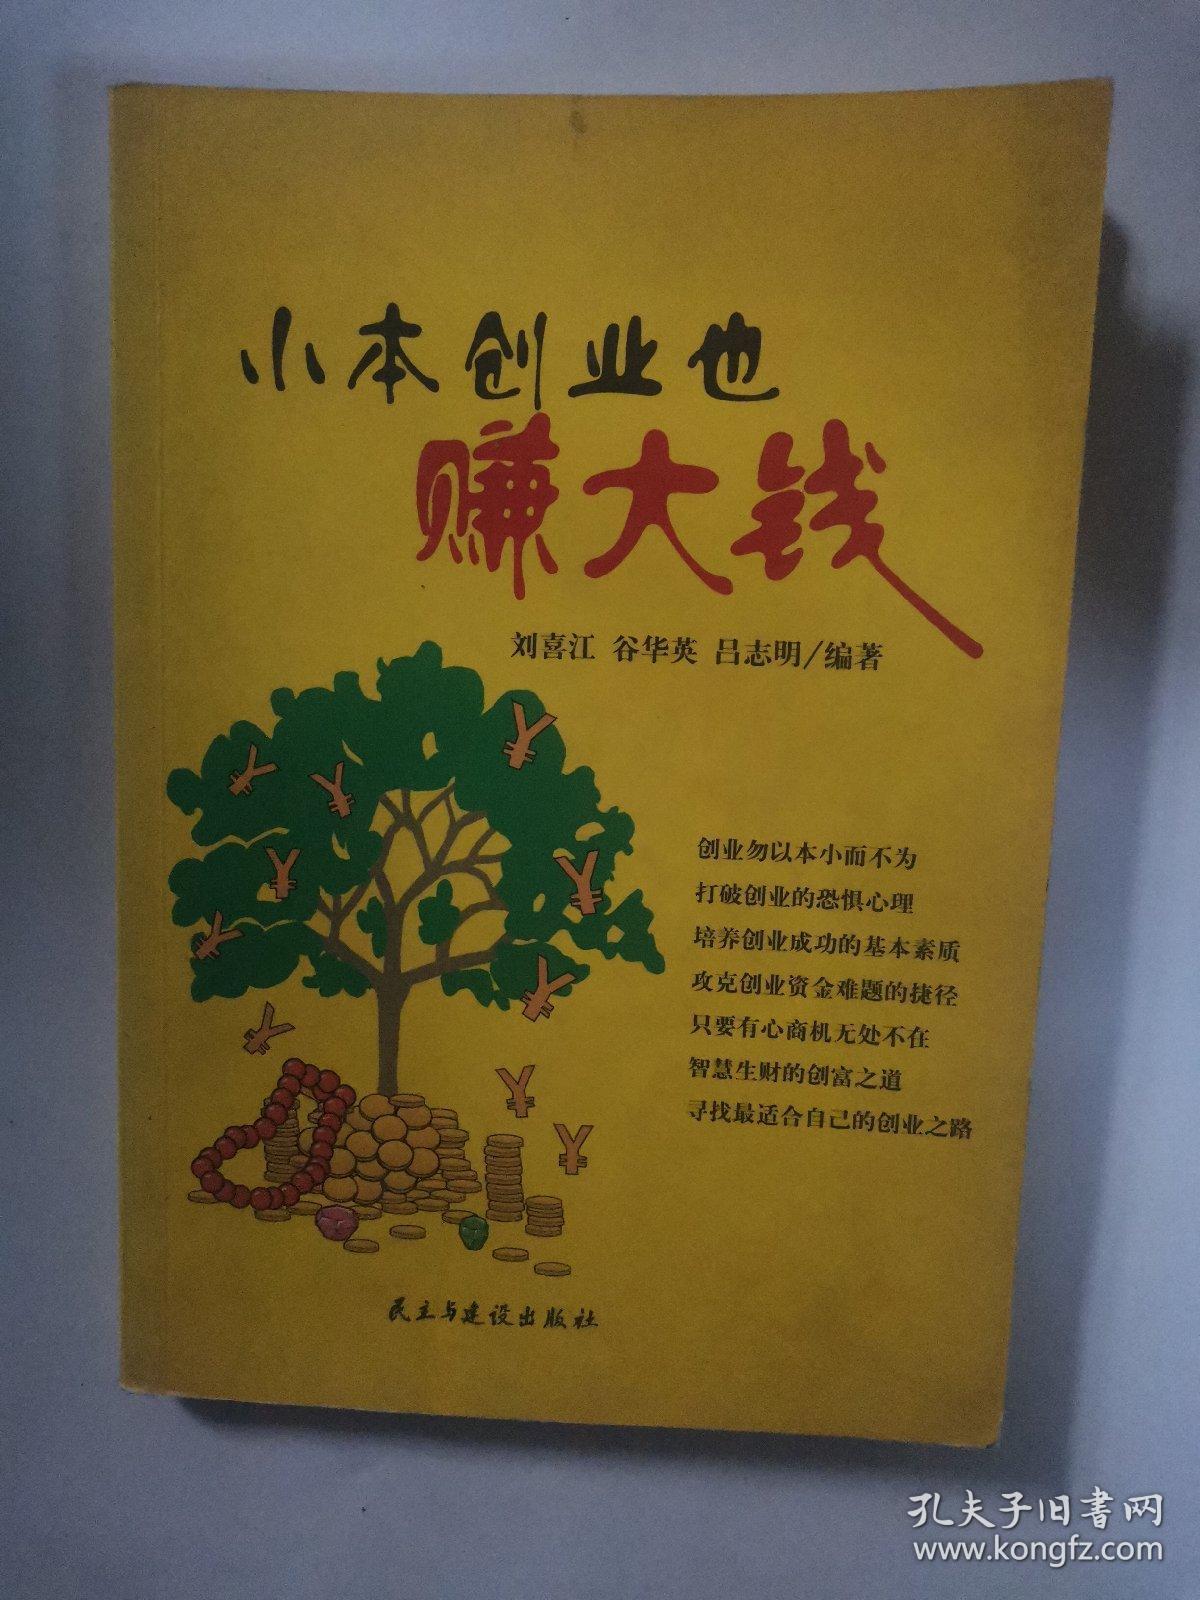 小本创业也
赚大钱
刘喜江 谷华英 吕志明/编著
创业勿以本小而不为
打破创业的恐惧心理
培养创业成功的基本素质
攻克创业资金难题的捷径
只要有心商机无处不在
智慧生财的创富之道
寻找最适合自己的创业之路
民主与建设出版社
孔夫子旧书网
www.kongfz.com